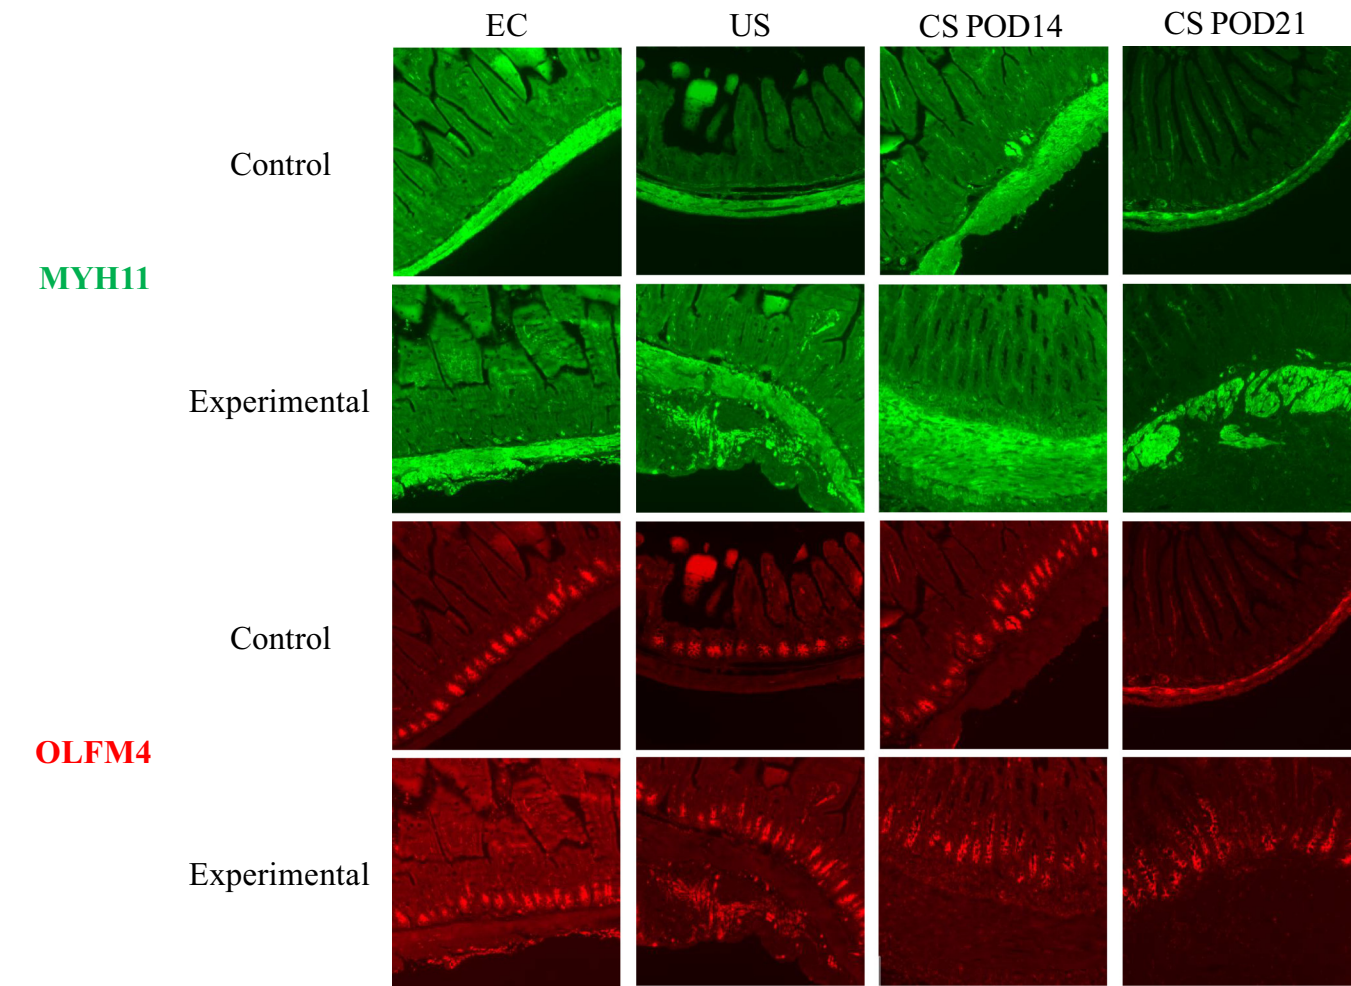 EC US CS POD14 CS POD21
Control
MYH11
Experimental
Control
OLFM4
Experimental